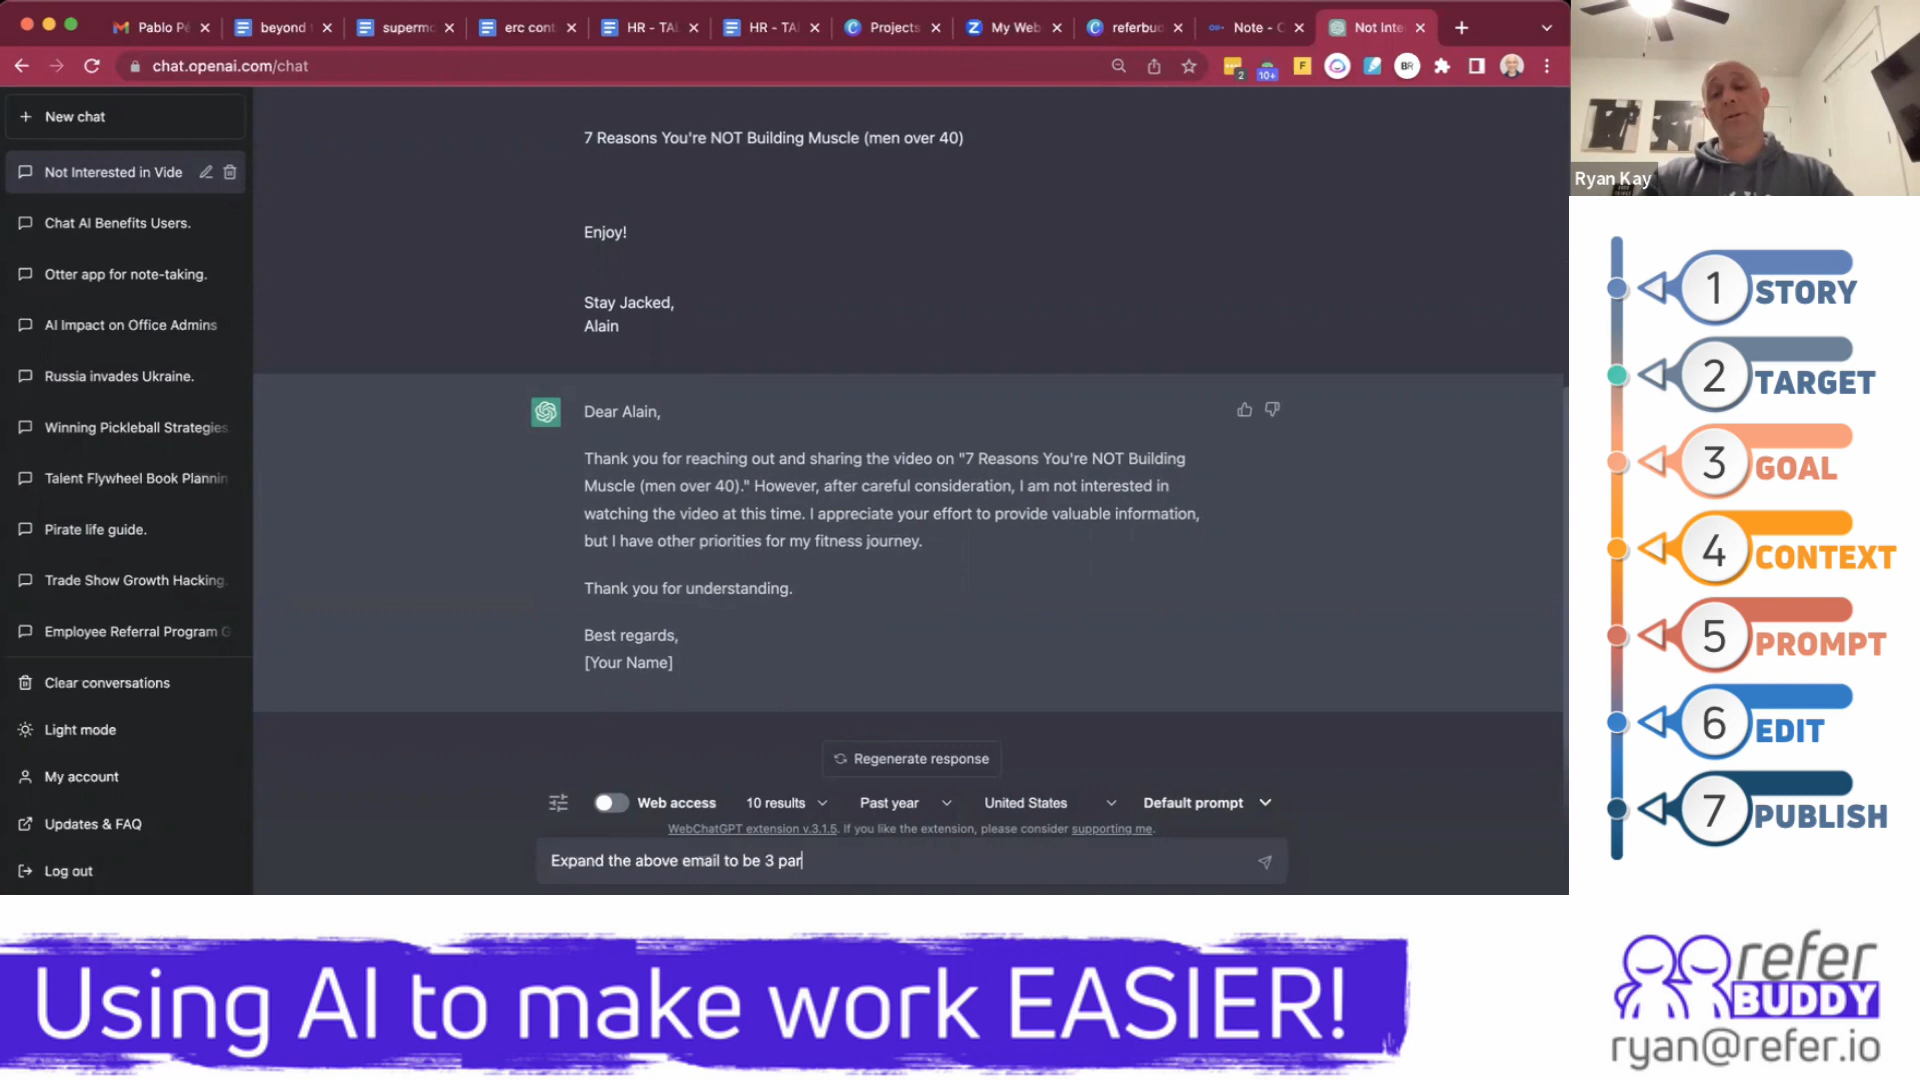 Pablo Pe
beyond
supermo
erc cont
HR - TAL
HR - TAL
Projects
My Web
referbud
Note - C
Not Inte
chat.openai.com/chat
2
10+
F
BR
New chat
Not Interested in Vide
Chat AI Benefits Users.
Otter app for note-taking.
AI Impact on Office Admins
Russia invades Ukraine.
Winning Pickleball Strategies
Talent Flywheel Book Plannin
Pirate life guide.
Trade Show Growth Hacking.
Employee Referral Program G
Clear conversations
Light mode
My account
Updates & FAQ
Log out
7 Reasons You're NOT Building Muscle (men over 40)
Enjoy!
Stay Jacked,
Alain
Dear Alain,
Thank you for reaching out and sharing the video on "7 Reasons You're NOT Building
Muscle (men over 40)." However, after careful consideration, I am not interested in
watching the video at this time. I appreciate your effort to provide valuable information,
but I have other priorities for my fitness journey.
Thank you for understanding.
Best regards,
[Your Name]
Regenerate response
Web access
10 results
Past year
United States
Default prompt
WebChatGPT extension v.3.1.5. If you like the extension, please consider supporting me.
Expand the above email to be 3 par
Ryan Kay
1 STORY
2 TARGET
3 GOAL
4 CONTEXT
5 PROMPT
6 EDIT
7 PUBLISH
Using AI to make work EASIER!
refer
BUDDY
ryan@refer.io